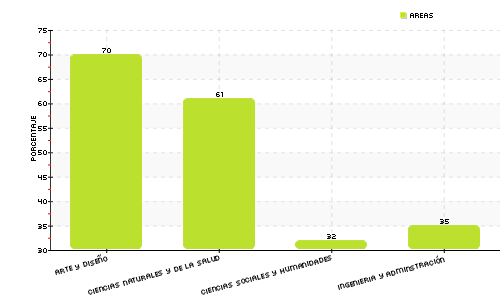 AREAS
75
70
65
60
55
50
45
40
35
30
PORCENTAJE
70
61
32
35
ARTE Y DISEÑO
CIENCIAS NATURALES Y DE LA SALUD
CIENCIAS SOCIALES Y HUMANIDADES
INGENIERIA Y ADMINSTRACIÓN